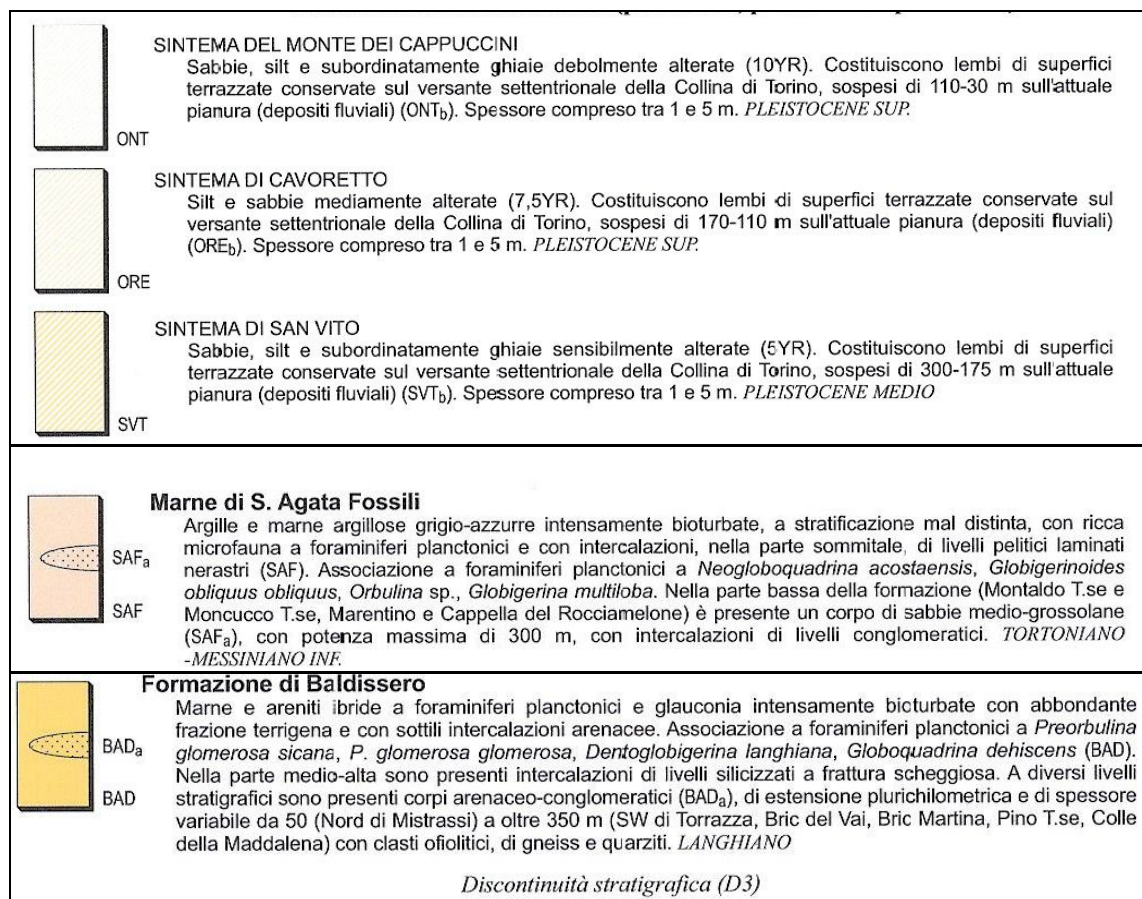 SINTEMA DEL MONTE DEI CAPPUCCINI
Sabbie, silt e subordinatamente ghiaie debolmente alterate (10YR). Costituiscono lembi di superfici
terrazzate conservate sul versante settentrionale della Collina di Torino, sospesi di 110-30 m sull'attuale
pianura (depositi fluviali) (ONTb). Spessore compreso tra 1 e 5 m. PLEISTOCENE SUP.
ONT
SINTEMA DI CAVORETTO
Silt e sabbie mediamente alterate (7,5YR). Costituiscono lembi di superfici terrazzate conservate sul
versante settentrionale della Collina di Torino, sospesi di 170-110 m sull'attuale pianura (depositi fluviali)
(OREb). Spessore compreso tra 1 e 5 m. PLEISTOCENE SUP.
ORE
SINTEMA DI SAN VITO
Sabbie, silt e subordinatamente ghiaie sensibilmente alterate (5YR). Costituiscono lembi di superfici
terrazzate conservate sul versante settentrionale della Collina di Torino, sospesi di 300-175 m sull'attuale
pianura (depositi fluviali) (SVTb). Spessore compreso tra 1 e 5 m. PLEISTOCENE MEDIO
SVT
Marne di S. Agata Fossili
Argille e marne argillose grigio-azzurre intensamente bioturbate, a stratificazione mal distinta, con ricca
microfauna a foraminiferi planctonici e con intercalazioni, nella parte sommitale, di livelli pelitici laminati
nerastri (SAF). Associazione a foraminiferi planctonici a Neogloboquadrina acostaensis, Globigerinoides
obliquus obliquus, Orbulina sp., Globigerina multiloba. Nella parte bassa della formazione (Montaldo T.se e
Moncucco T.se, Marentino e Cappella del Rocciamelone) è presente un corpo di sabbie medio-grossolane
(SAFa), con potenza massima di 300 m, con intercalazioni di livelli conglomeratici. TORTONIANO
-MESSINIANO INF.
SAFa
SAF
Formazione di Baldissero
Marne e areniti ibride a foraminiferi planctonici e glauconia intensamente bioturbate con abbondante
frazione terrigena e con sottili intercalazioni arenacee. Associazione a foraminiferi planctonici a Preorbulina
glomerosa sicana, P. glomerosa glomerosa, Dentoglobigerina langhiana, Globoquadrina dehiscens (BAD).
Nella parte medio-alta sono presenti intercalazioni di livelli silicizzati a frattura scheggiosa. A diversi livelli
stratigrafici sono presenti corpi arenaceo-conglomeratici (BADa), di estensione plurichilometrica e di spessore
variabile da 50 (Nord di Mistrassi) a oltre 350 m (SW di Torrazza, Bric del Vai, Bric Martina, Pino T.se, Colle
della Maddalena) con clasti ofiolitici, di gneiss e quarziti. LANGHIANO
BADa
BAD
Discontinuità stratigrafica (D3)